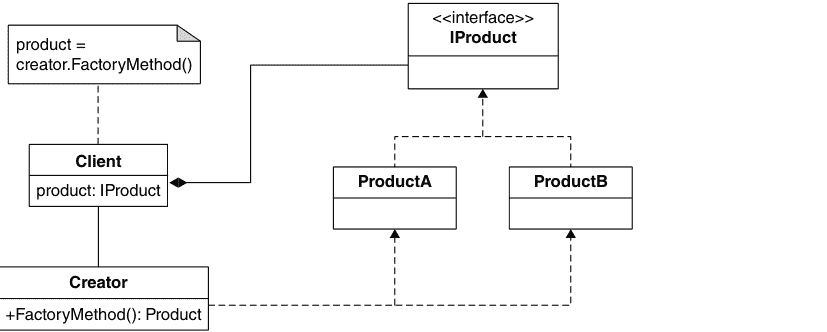 product =
creator.FactoryMethod()
<<interface>>
IProduct
Client
product: IProduct
ProductA
ProductB
Creator
+FactoryMethod(): Product